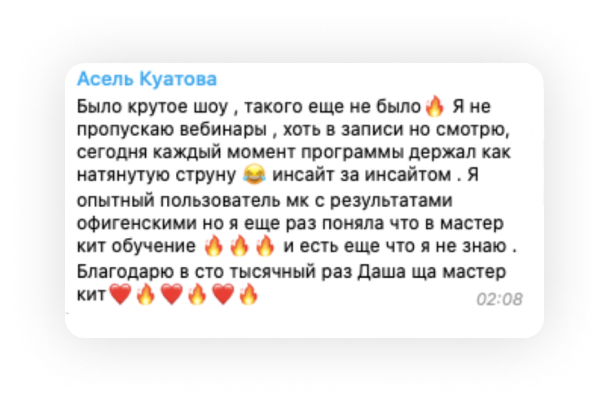 Асель Куатова
Было крутое шоу , такого еще не было🔥 Я не
пропускаю вебинары , хоть в записи но смотрю,
сегодня каждый момент программы держал как
натянутую струну 😂 инсайт за инсайтом . Я
опытный пользователь мк с результатами
офигенскими но я еще раз поняла что в мастер
кит обучение 🔥🔥🔥 и есть еще что я не знаю .
Благодарю в сто тысячный раз Даша ща мастер
кит❤️🔥❤️🔥❤️🔥
02:08